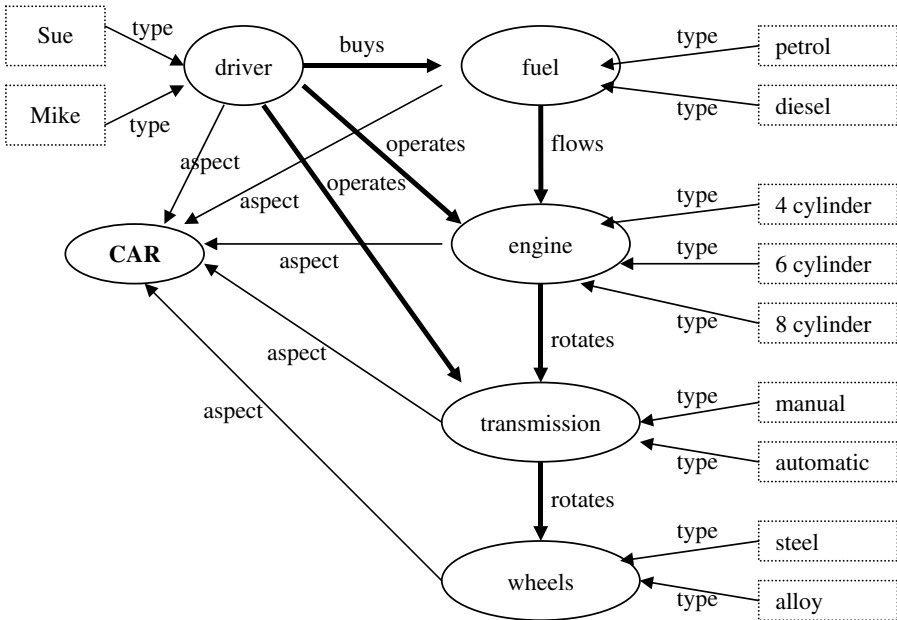 Sue
type
buys
type
petrol
driver
fuel
Mike
type
type
diesel
operates
flows
aspect
operates
aspect
type
4 cylinder
CAR
engine
type
6 cylinder
aspect
type
8 cylinder
rotates
aspect
type
manual
aspect
transmission
type
automatic
rotates
type
steel
wheels
type
alloy